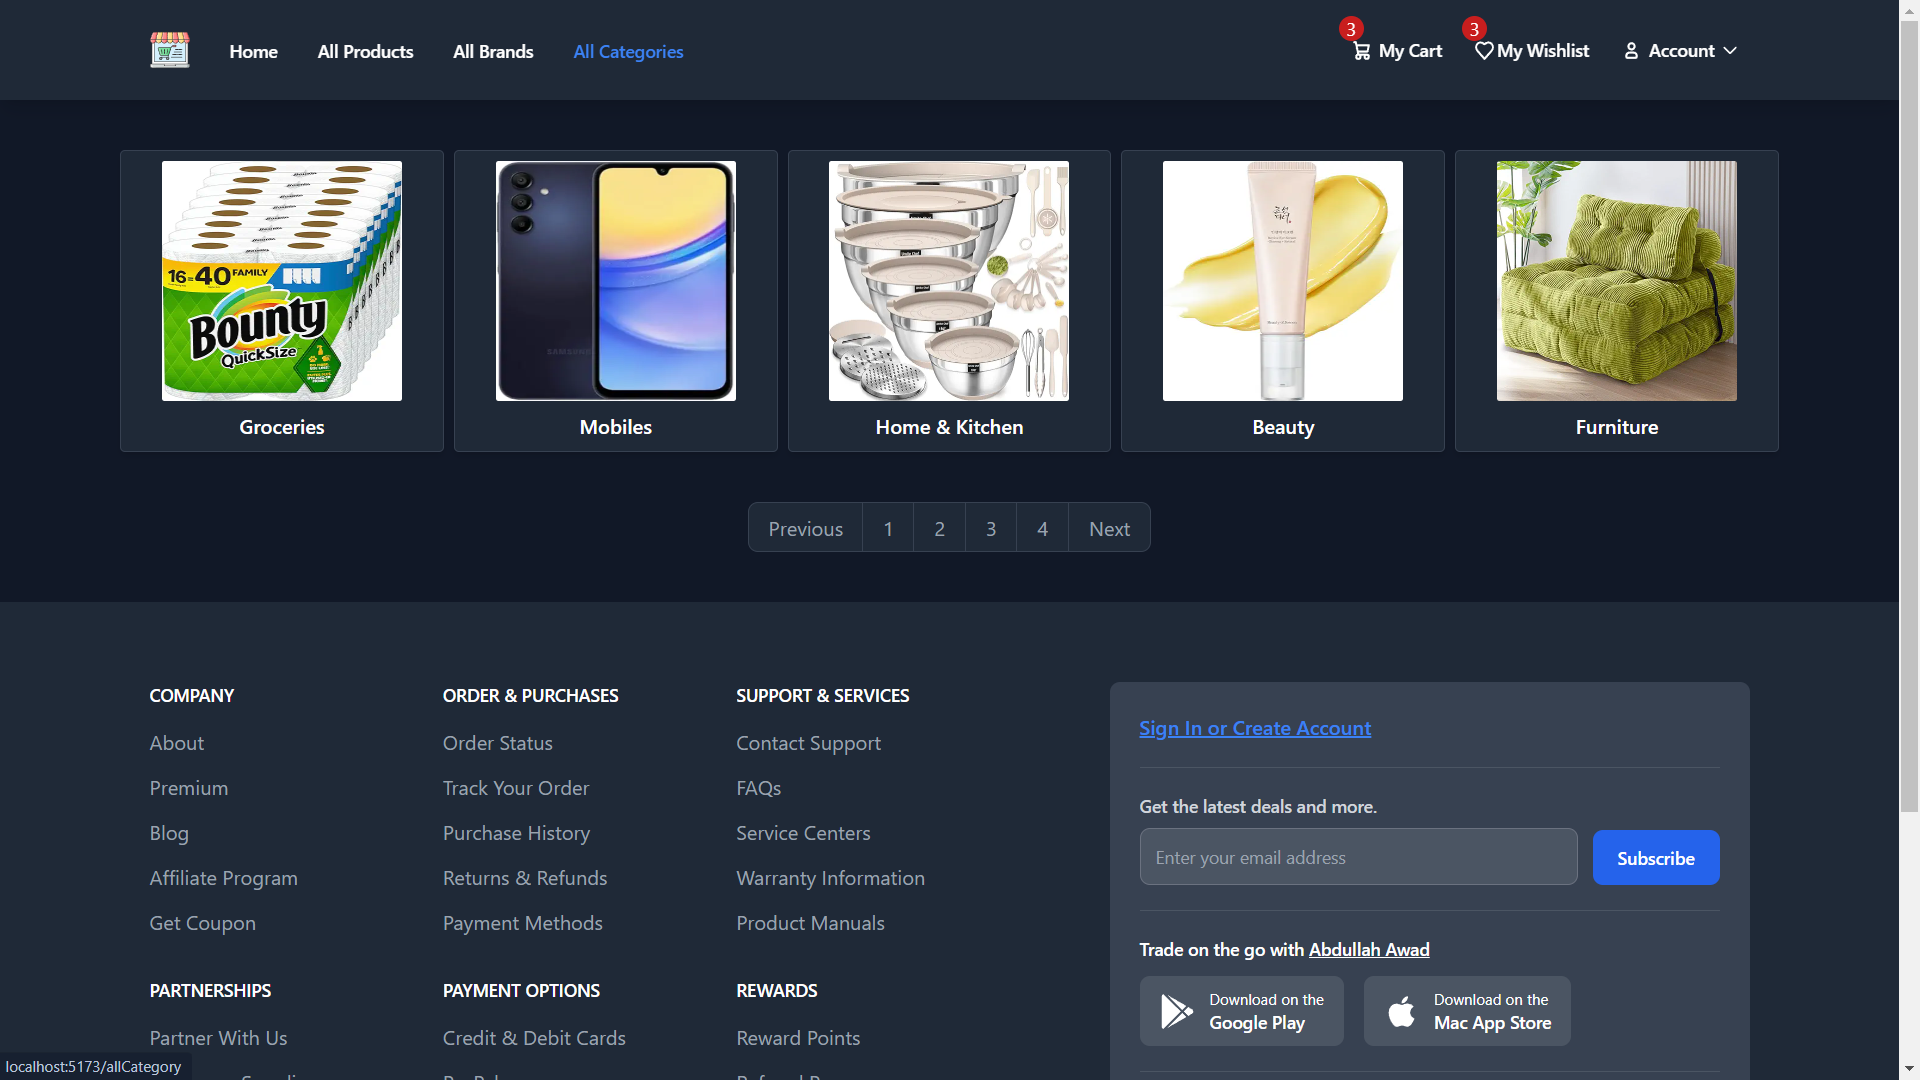 Home
All Products
All Brands
All Categories
3
My Cart
3
My Wishlist
Account
16=40 FAMILY
Bounty
QuickSize
SAMSUNG
Groceries
Mobiles
Home & Kitchen
Beauty
Furniture
Previous
1
2
3
4
Next
COMPANY
About
Premium
Blog
Affiliate Program
Get Coupon
ORDER & PURCHASES
Order Status
Track Your Order
Purchase History
Returns & Refunds
Payment Methods
SUPPORT & SERVICES
Contact Support
FAQs
Service Centers
Warranty Information
Product Manuals
PARTNERSHIPS
Partner With Us
PAYMENT OPTIONS
Credit & Debit Cards
REWARDS
Reward Points
Sign In or Create Account
Get the latest deals and more.
Enter your email address
Subscribe
Trade on the go with Abdullah Awad
Download on the
Google Play
Download on the
Mac App Store
localhost:5173/allCategory